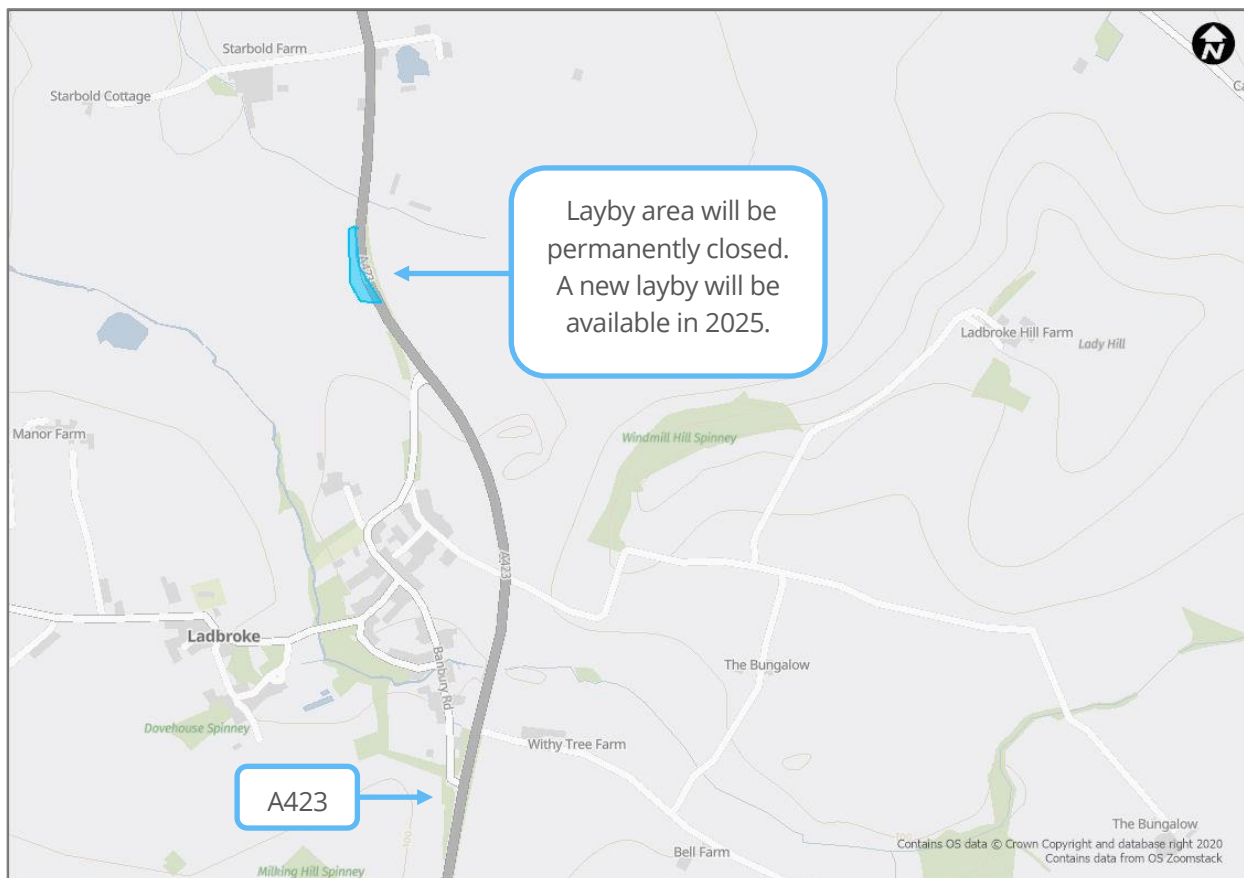 Starbold Farm
N
Starbold Cottage
Layby area will be
permanently closed.
A new layby will be
available in 2025.
A423
Ladbroke Hill Farm
Lady Hill
Manor Farm
Windmill Hill Spinney
A423
Ladbroke
Banbury Rd
The Bungalow
Dovehouse Spinney
Withy Tree Farm
A423
The Bungalow
Contains OS data © Crown Copyright and database right 2020
Bell Farm
Contains data from OS Zoomstack
Milking Hill Spinney